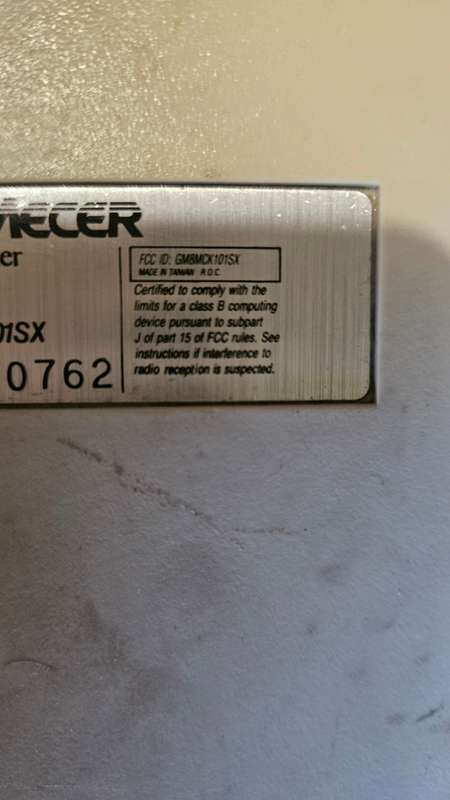 MECER
er
FCC ID: GM8MCK101SX
MADE IN TAIWAN R.O.C.
Certified to comply with the
limits for a class B computing
device pursuant to subpart
J of part 15 of FCC rules. See
instructions if interference to
radio reception is suspected.
01SX
0762